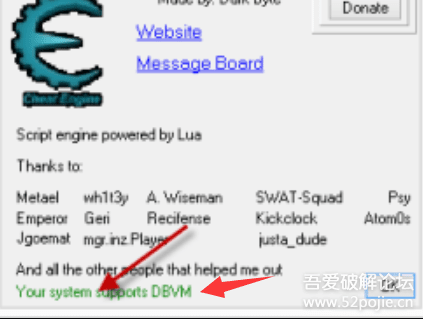 Made by: Dark Byte
Donate
Website
Message Board
Cheat Engine
Script engine powered by Lua
Thanks to:
Metael wh1t3y A. Wiseman SWAT-Squad Psy
Emperor Geri Recifense Kickclock Atom0s
Jgoemat mgr.inz.Player justa_dude
And all the other people that helped me out
Your system supports DBVM
吾爱破解论坛
www.52pojie.cn